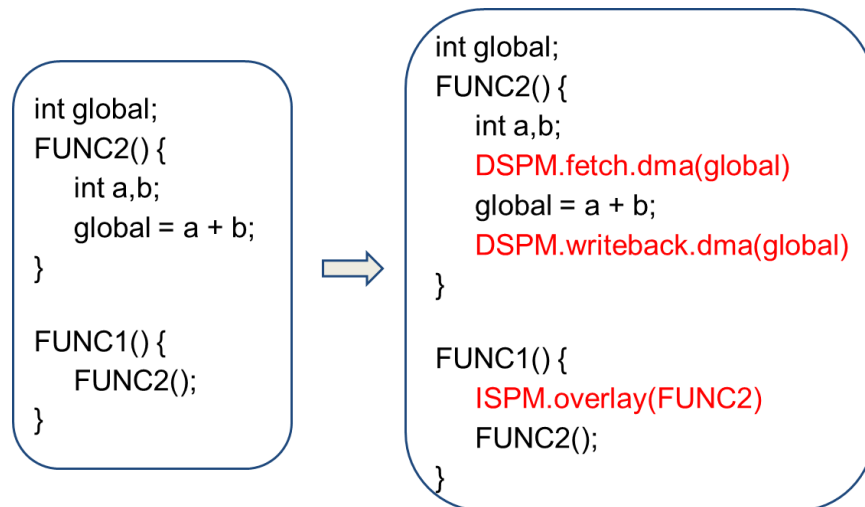 int global;
FUNC2() {
int a,b;
global = a + b;
}
FUNC1() {
FUNC2();
}
int global;
FUNC2() {
int a,b;
DSPM.fetch.dma(global)
global = a + b;
DSPM.writeback.dma(global)
}
FUNC1() {
ISPM.overlay(FUNC2)
FUNC2();
}